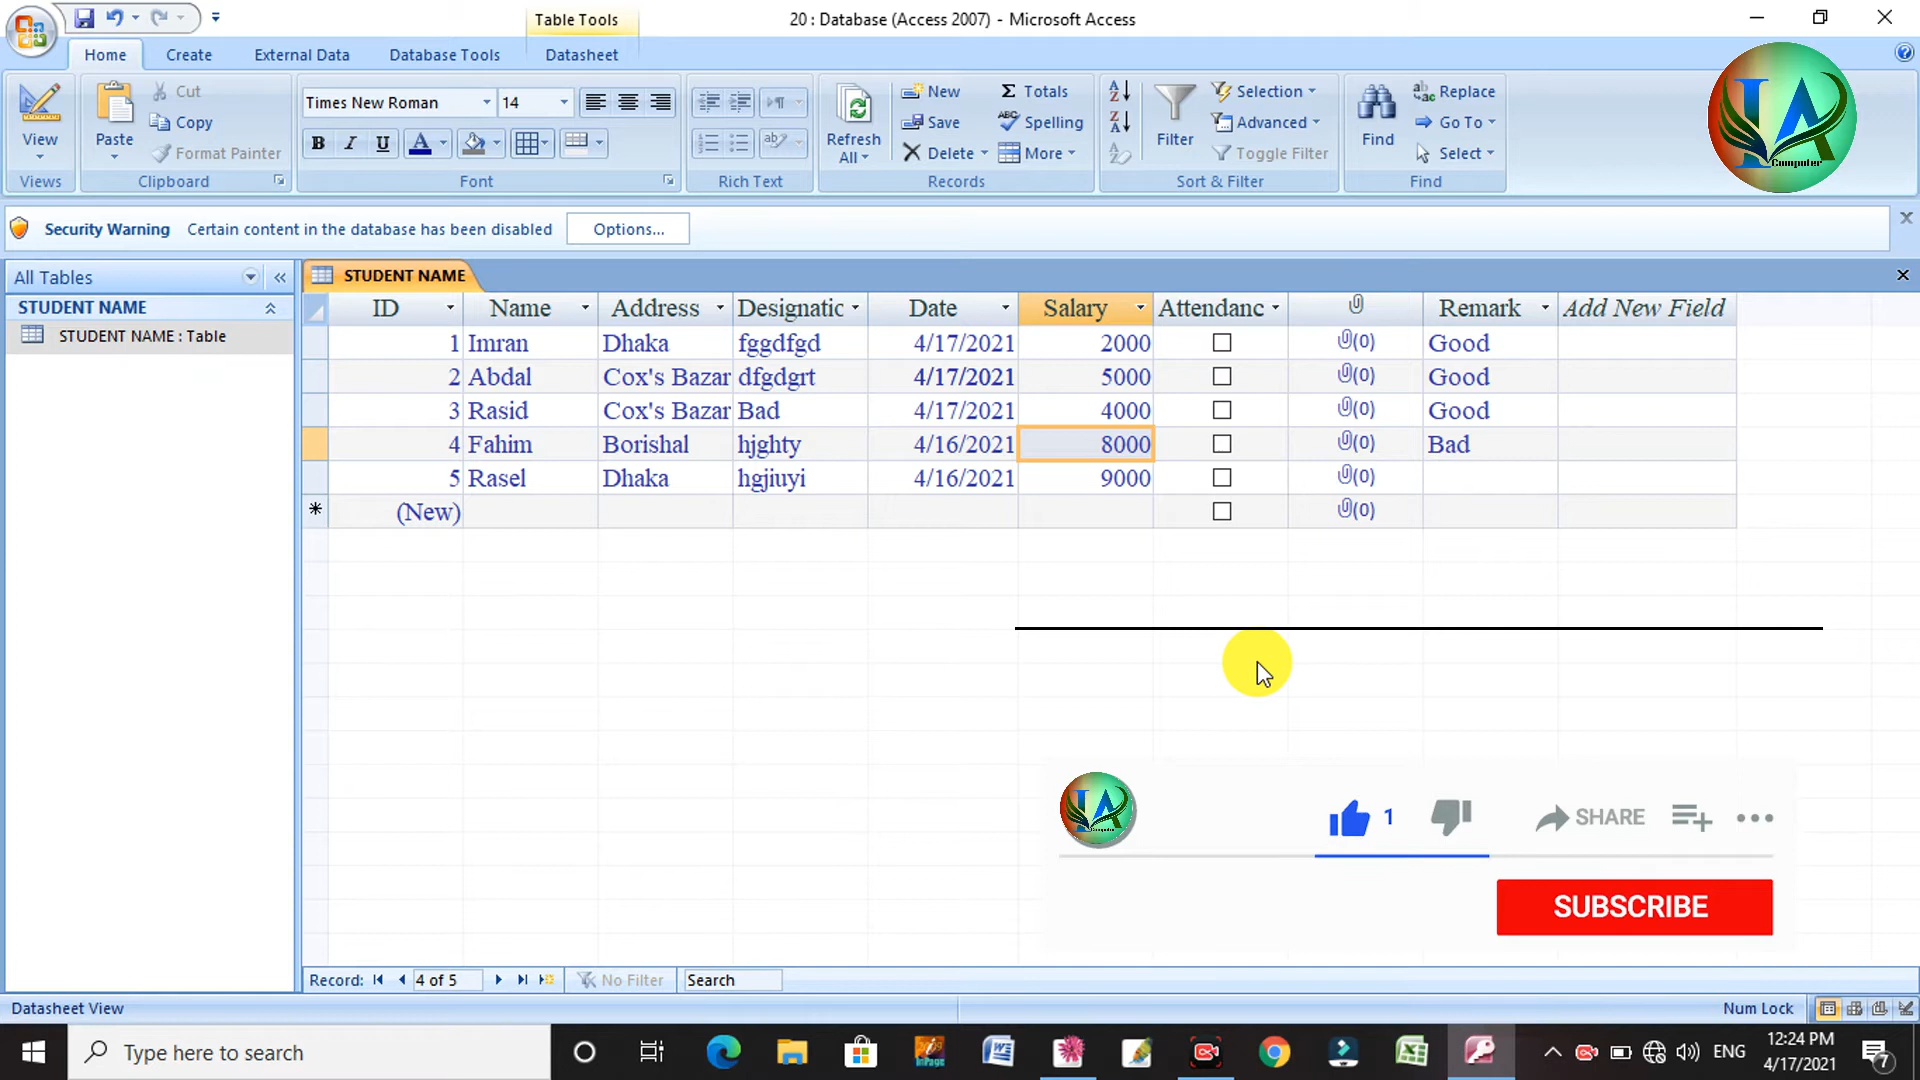 20 : Database (Access 2007) - Microsoft Access
Table Tools
Home Create External Data Database Tools Datasheet
View
Views
Paste
Cut
Copy
Format Painter
Clipboard
Times New Roman 14
B I U A
Font
Rich Text
Refresh All
New
Save
Delete
Totals
Spelling
More
Records
Filter
Selection
Advanced
Toggle Filter
Sort & Filter
Find
Replace
Go To
Select
Find
IA
Computer
Security Warning Certain content in the database has been disabled Options...
All Tables
STUDENT NAME
STUDENT NAME : Table
STUDENT NAME
ID Name Address Designatic Date Salary Attendanc Remark Add New Field
1 Imran Dhaka fggdfgd 4/17/2021 2000 (0) Good
2 Abdal Cox's Bazar dfgdgrt 4/17/2021 5000 (0) Good
3 Rasid Cox's Bazar Bad 4/17/2021 4000 (0) Good
4 Fahim Borishal hjghty 4/16/2021 8000 (0) Bad
5 Rasel Dhaka hgjiuyi 4/16/2021 9000 (0)
* (New) (0)
IA
1 SHARE
SUBSCRIBE
Record: 4 of 5 No Filter Search
Datasheet View Num Lock
Type here to search
ENG
12:24 PM
4/17/2021
7